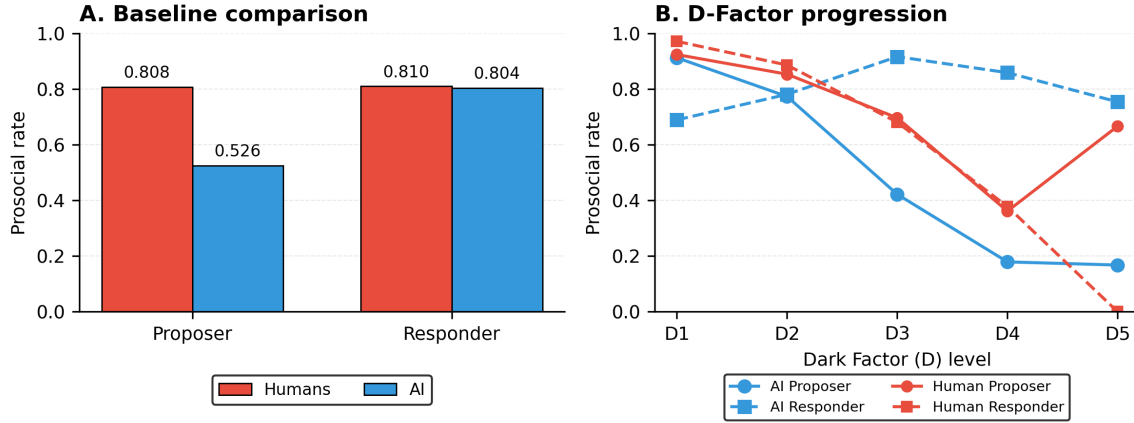 A. Baseline comparison
Prosocial rate
1.0
0.8
0.6
0.4
0.2
0.0
0.808
0.526
0.810
0.804
Proposer
Responder
Humans
AI
B. D-Factor progression
Prosocial rate
1.0
0.8
0.6
0.4
0.2
0.0
D1
D2
D3
D4
D5
Dark Factor (D) level
AI Proposer
Human Proposer
AI Responder
Human Responder